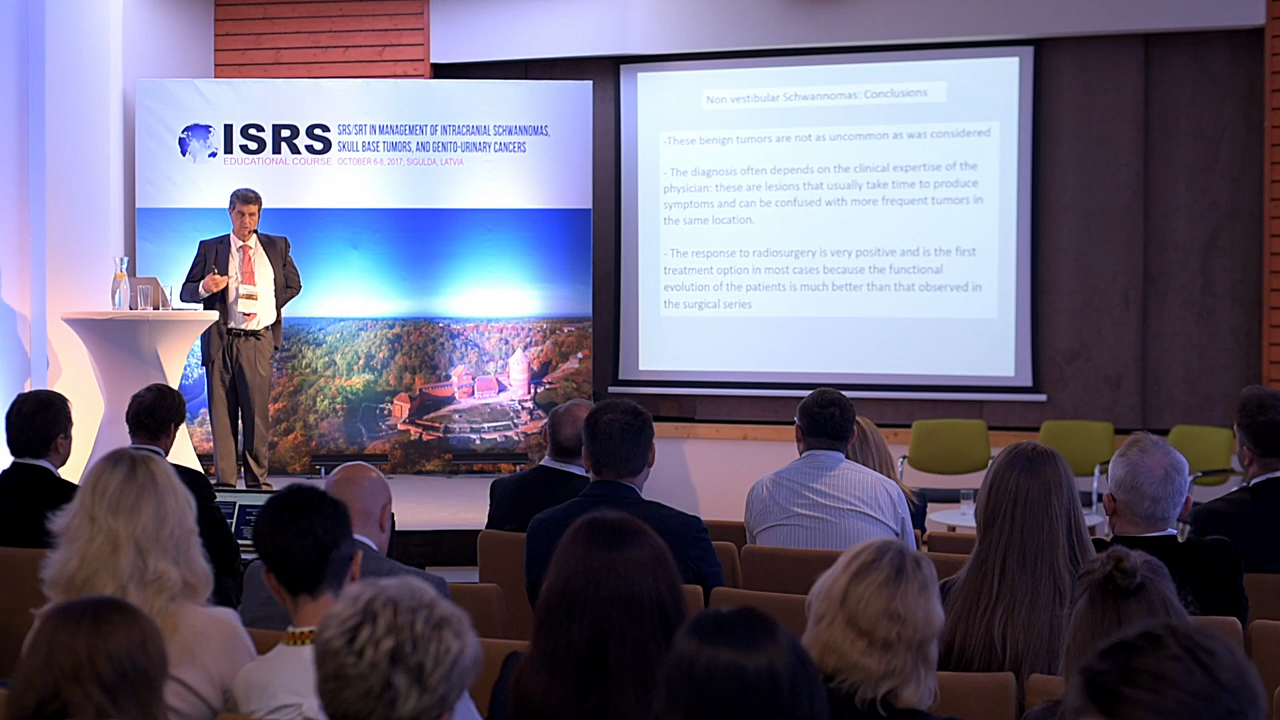 ISRS
EDUCATIONAL COURSE
SRS/SRT IN MANAGEMENT OF INTRACRANIAL SCHWANNOMAS,
SKULL BASE TUMORS, AND GENITO-URINARY CANCERS
OCTOBER 6-8, 2017; SIGULDA, LATVIA
Non vestibular Schwannomas: Conclusions
-These benign tumors are not as uncommon as was considered
- The diagnosis often depends on the clinical expertise of the
physician: these are lesions that usually take time to produce
symptoms and can be confused with more frequent tumors in
the same location.
- The response to radiosurgery is very positive and is the first
treatment option in most cases because the functional
evolution of the patients is much better than that observed in
the surgical series